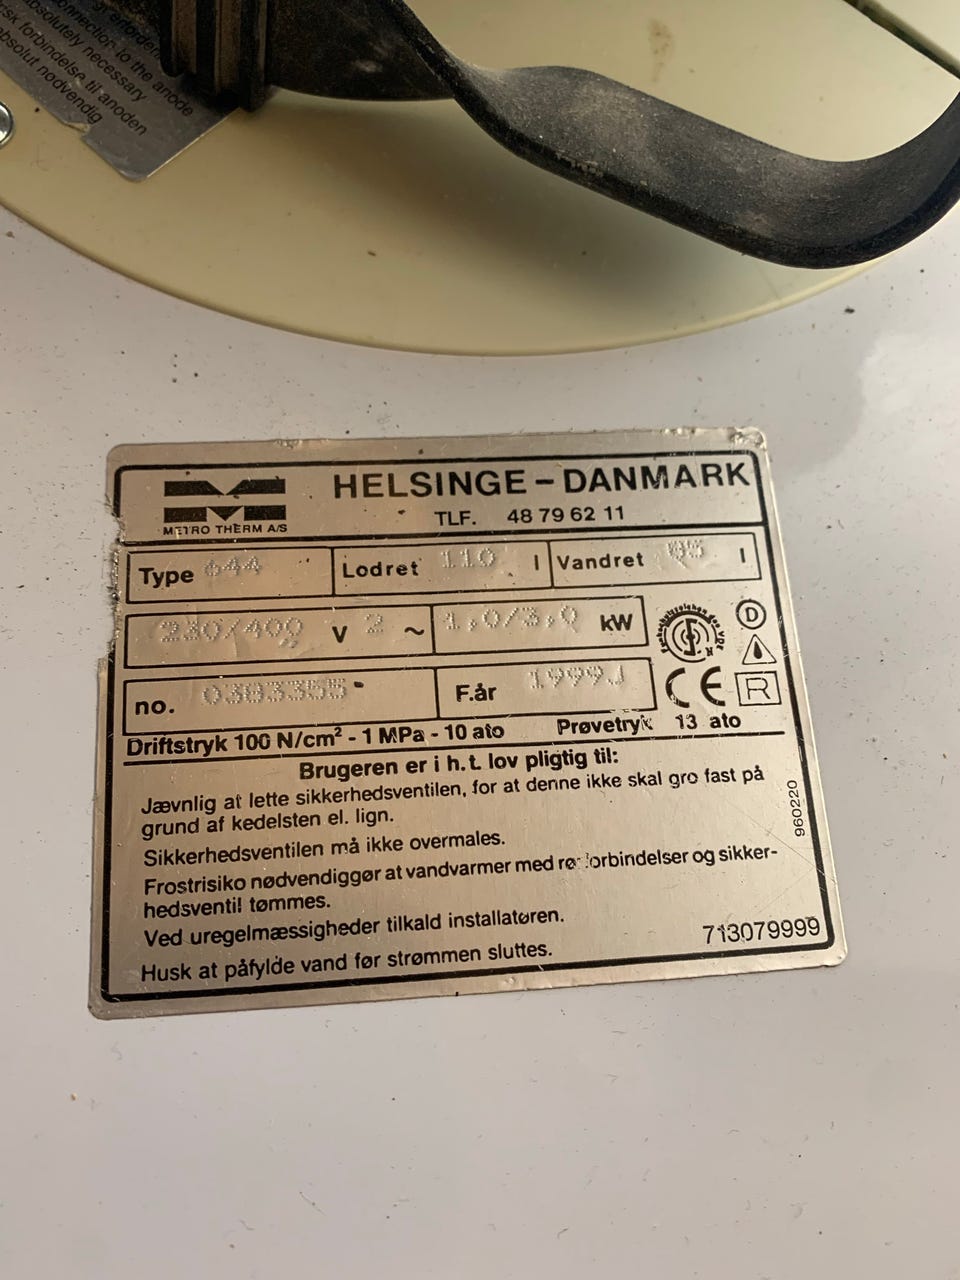 connection to the anode
absolutely necessary
forbindelse til anoden
absolut nødvendig
HELSINGE - DANMARK
TLF. 48 79 62 11
METRO THERM A/S
Type 644 Lodret 110 l Vandret 95 l
230/400 V 2 ~ 1,0/3,0 kW
D
no. 0383355 F.år 1999J
CE R
Driftstryk 100 N/cm² - 1 MPa - 10 ato Prøvetryk 13 ato
Brugeren er i h.t. lov pligtig til:
Jævnlig at lette sikkerhedsventilen, for at denne ikke skal gro fast på
grund af kedelsten el. lign.
Sikkerhedsventilen må ikke overmales.
Frostrisiko nødvendiggør at vandvarmer med rørforbindelser og sikker-
hedsventil tømmes.
Ved uregelmæssigheder tilkald installatøren.
Husk at påfylde vand før strømmen sluttes.
713079999
960220